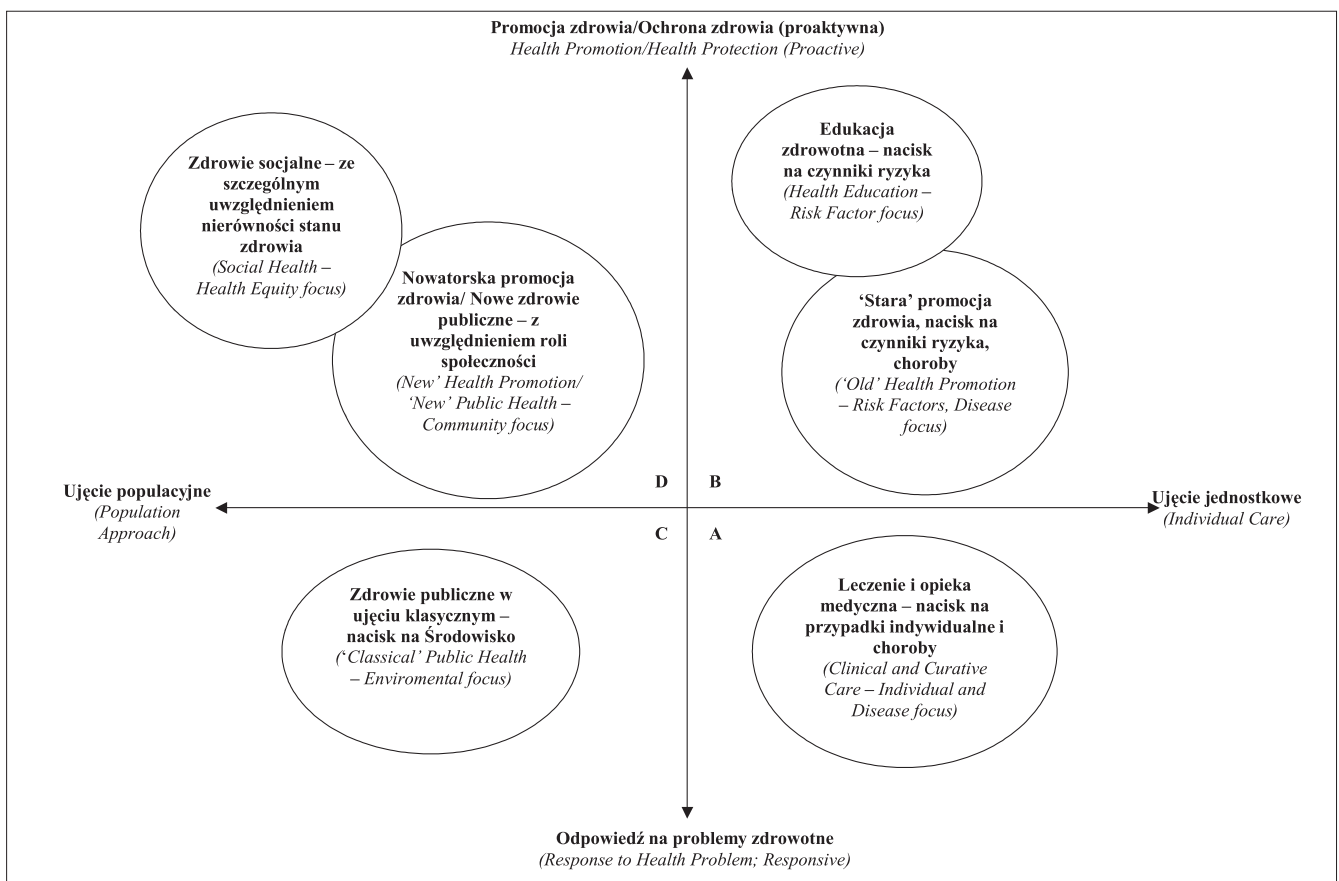 Promocja zdrowia/Ochrona zdrowia (proaktywna)
Health Promotion/Health Protection (Proactive)
Zdrowie socjalne – ze
szczególnym
uwzględnieniem
nierówności stanu
zdrowia
(Social Health –
Health Equity focus)
Nowatorska promocja
zdrowia/ Nowe zdrowie
publiczne – z
uwzględnieniem roli
społeczności
(New’ Health Promotion/
‘New’ Public Health –
Community focus)
Edukacja
zdrowotna – nacisk
na czynniki ryzyka
(Health Education –
Risk Factor focus)
‘Stara’ promocja
zdrowia, nacisk na
czynniki ryzyka,
choroby
(‘Old’ Health Promotion
– Risk Factors, Disease
focus)
D B
Ujęcie populacyjne
(Population
Approach)
Ujęcie jednostkowe
(Individual Care)
C A
Zdrowie publiczne w
ujęciu klasycznym –
nacisk na Środowisko
(‘Classical’ Public Health
– Enviromental focus)
Leczenie i opieka
medyczna – nacisk na
przypadki indywidualne i
choroby
(Clinical and Curative
Care – Individual and
Disease focus)
Odpowiedź na problemy zdrowotne
(Response to Health Problem; Responsive)